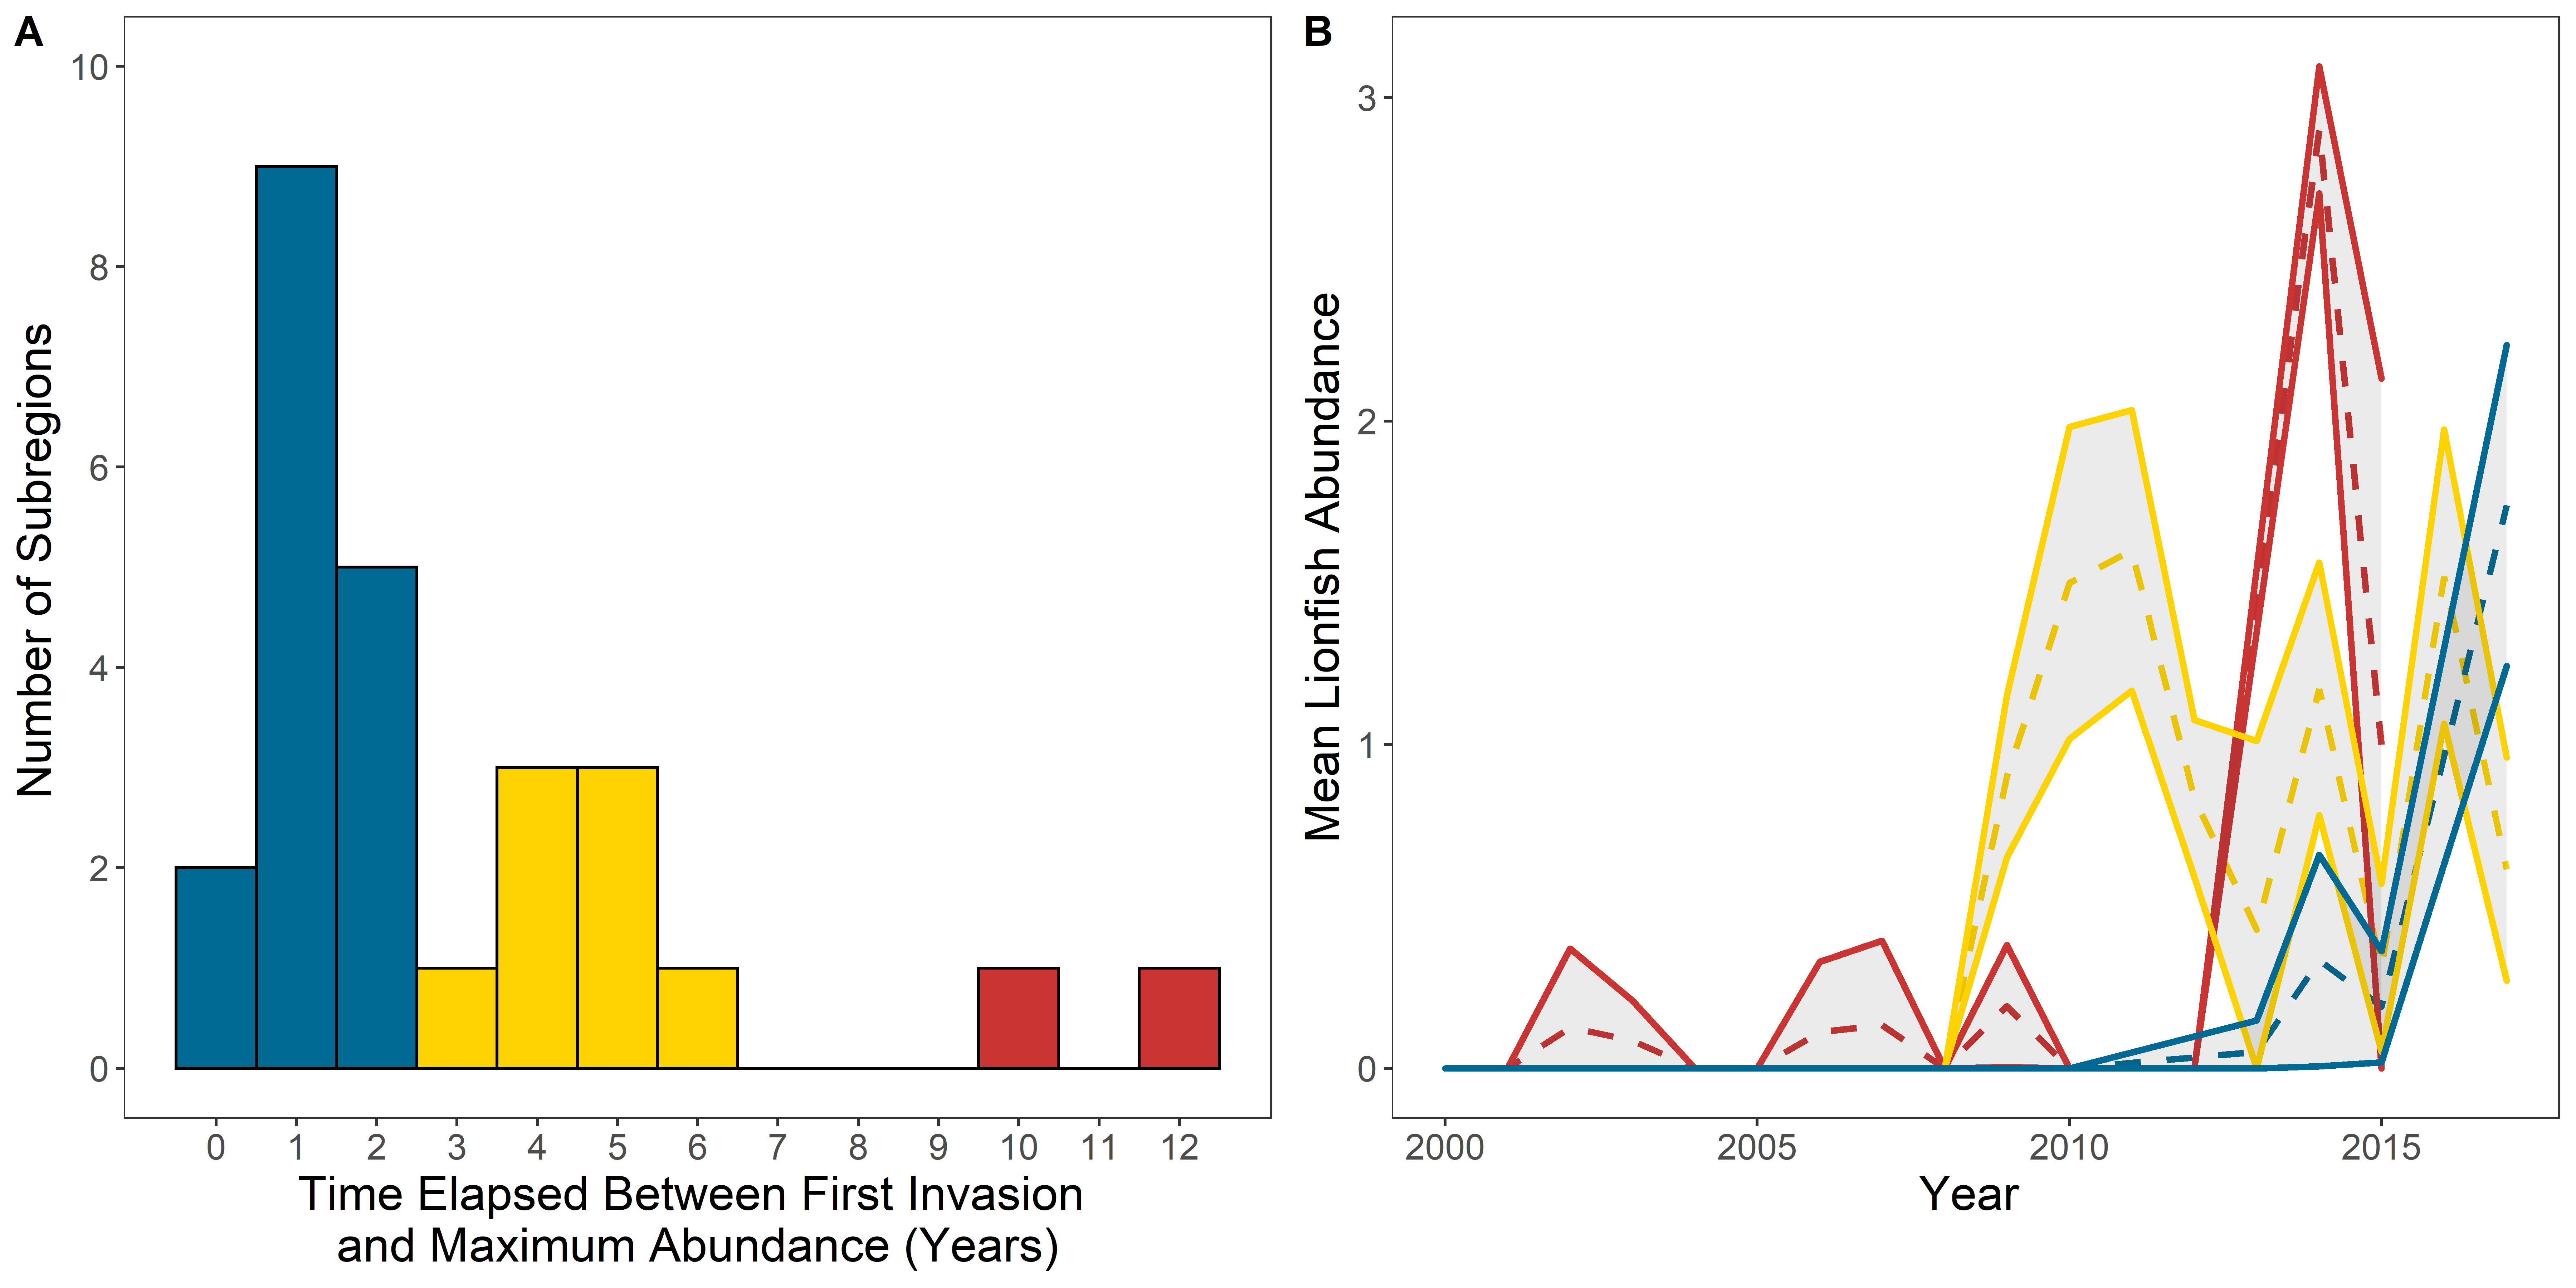 A
10
8
6
4
2
0
Number of Subregions
0 1 2 3 4 5 6 7 8 9 10 11 12
Time Elapsed Between First Invasion
and Maximum Abundance (Years)
B
3
2
1
0
Mean Lionfish Abundance
2000 2005 2010 2015
Year